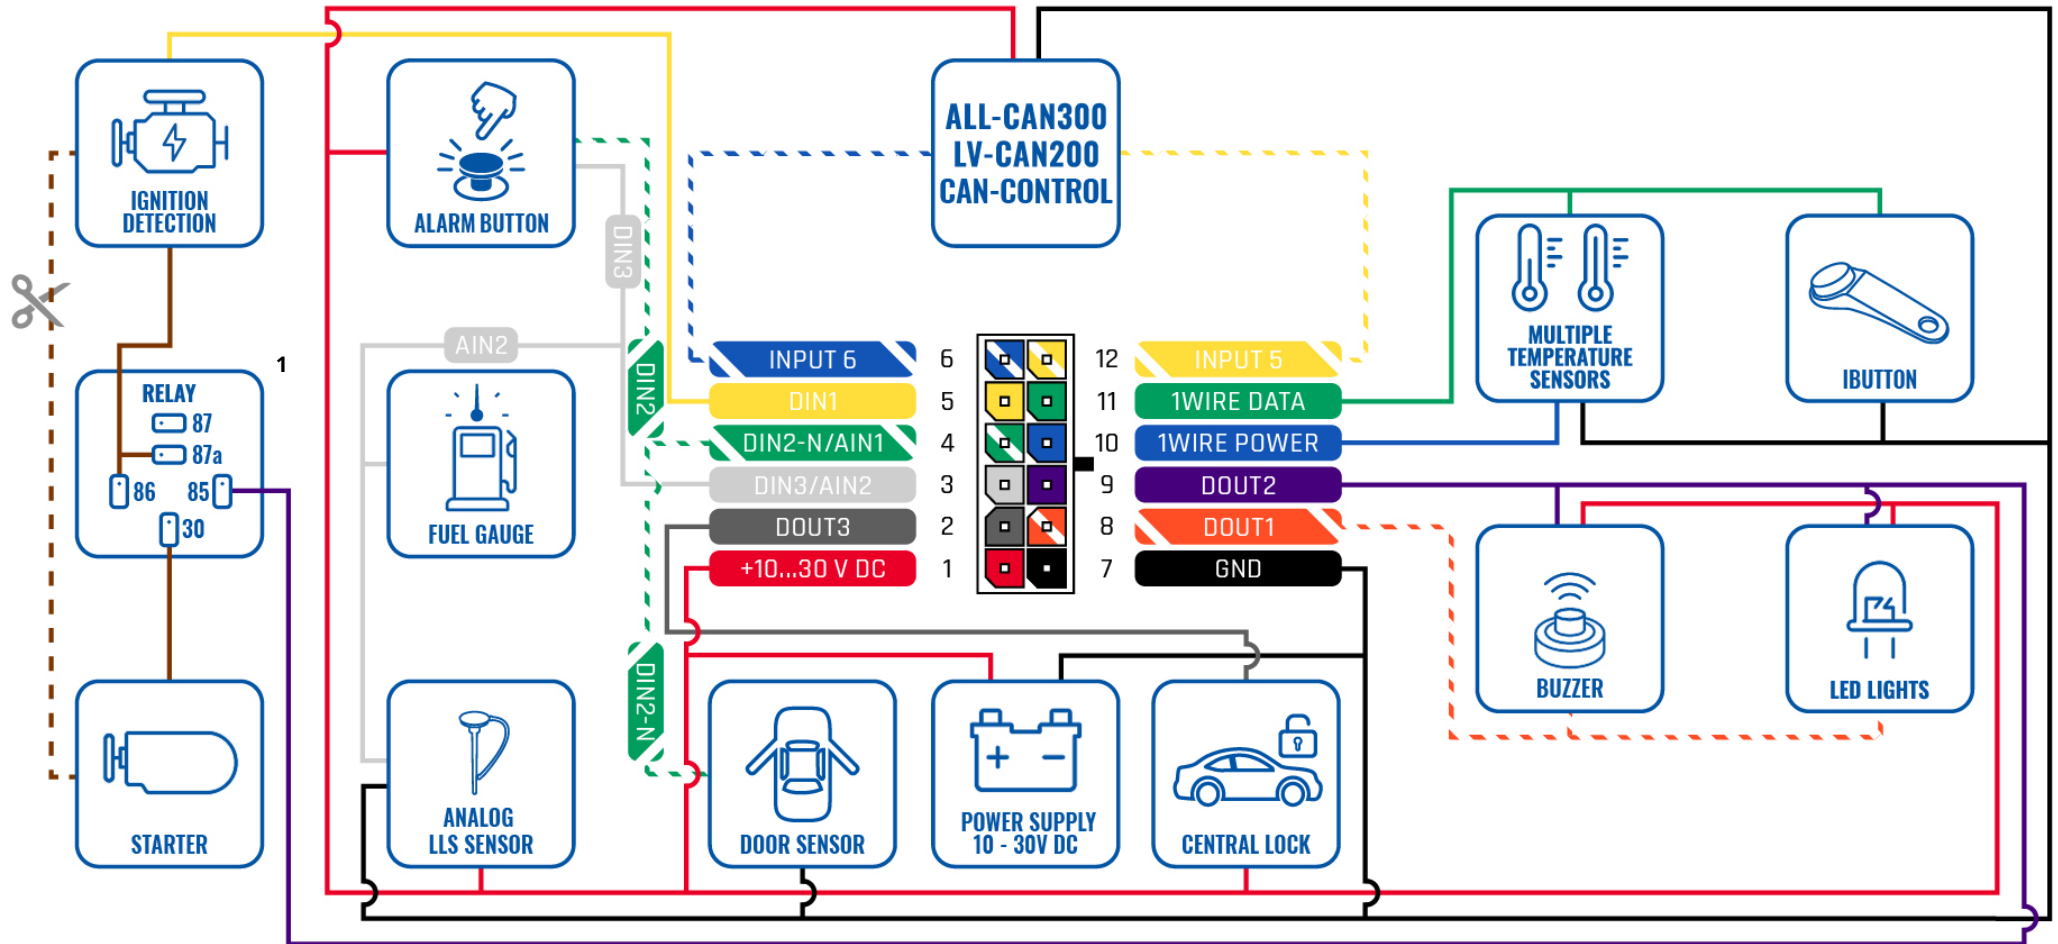 IGNITION
DETECTION
ALARM BUTTON
ALL-CAN300
LV-CAN200
CAN-CONTROL
MULTIPLE
TEMPERATURE
SENSORS
IBUTTON
DIN3
AIN2
DIN2
1
RELAY
87
87a
86
85
30
FUEL GAUGE
INPUT 6
6
12
INPUT 5
DIN1
5
11
1WIRE DATA
DIN2-N/AIN1
4
10
1WIRE POWER
DIN3/AIN2
3
9
DOUT2
DOUT3
2
8
DOUT1
+10...30 V DC
1
7
GND
BUZZER
LED LIGHTS
DIN2-N
STARTER
ANALOG
LLS SENSOR
DOOR SENSOR
POWER SUPPLY
10 - 30V DC
CENTRAL LOCK